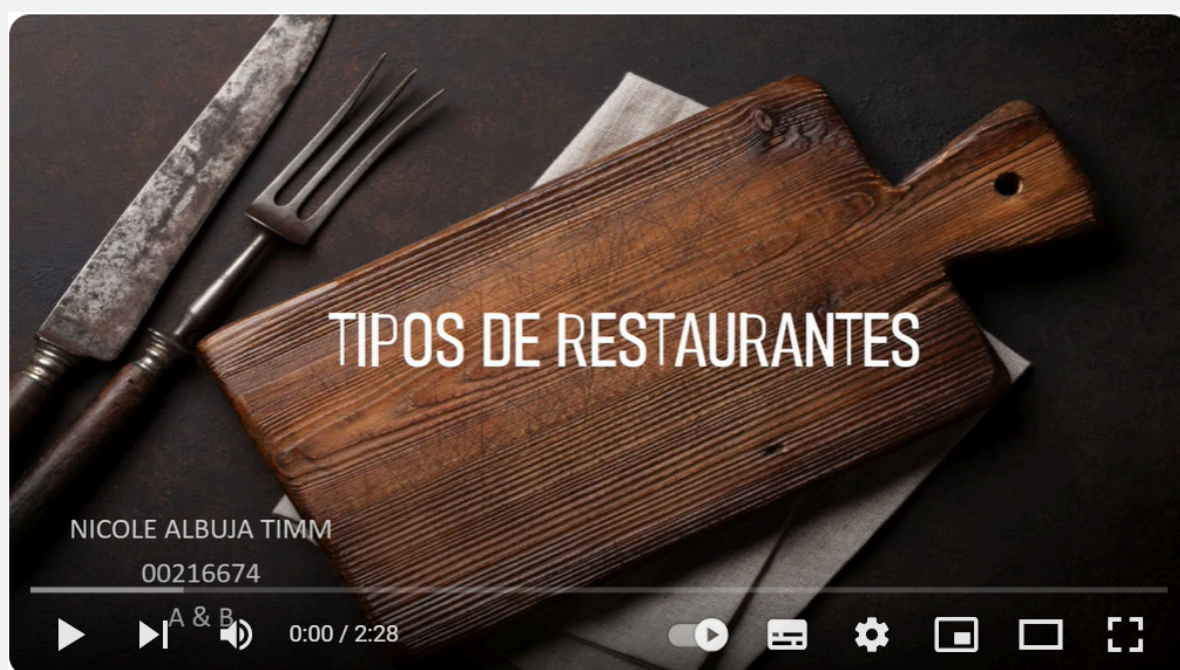 TIPOS DE RESTAURANTES
NICOLE ALBUJA TIMM
00216674
A & B
0:00 / 2:28